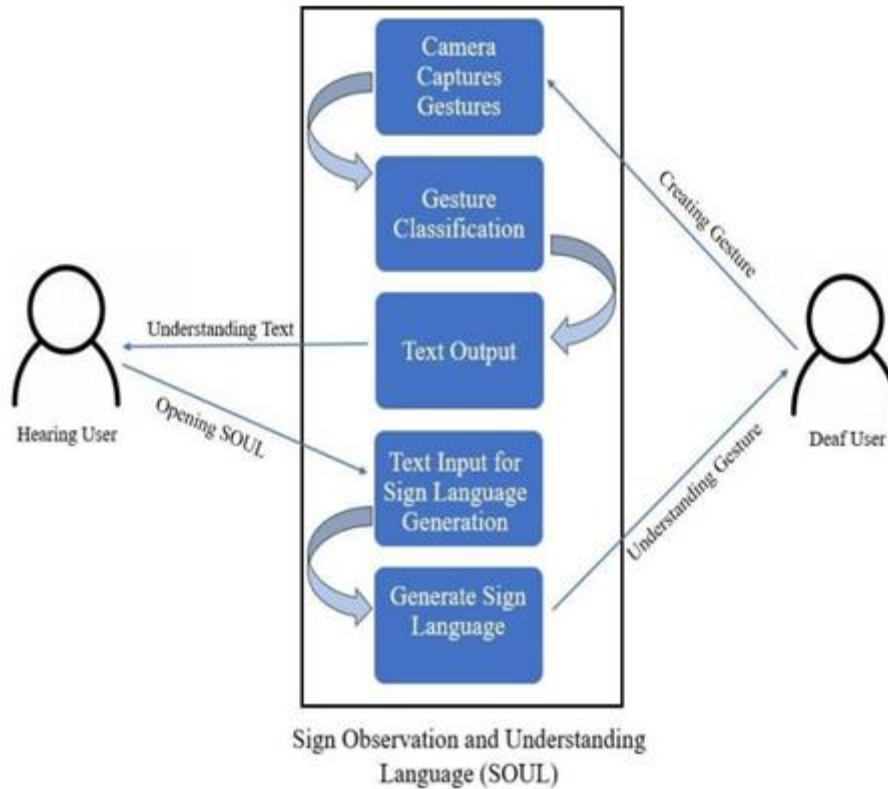 Camera
Captures
Gestures
Creating Gesture
Gesture
Classification
Understanding Text
Text Output
Hearing User
Opening SOUL
Deaf User
Text Input for
Sign Language
Generation
Understanding Gesture
Generate Sign
Language
Sign Observation and Understanding
Language (SOUL)